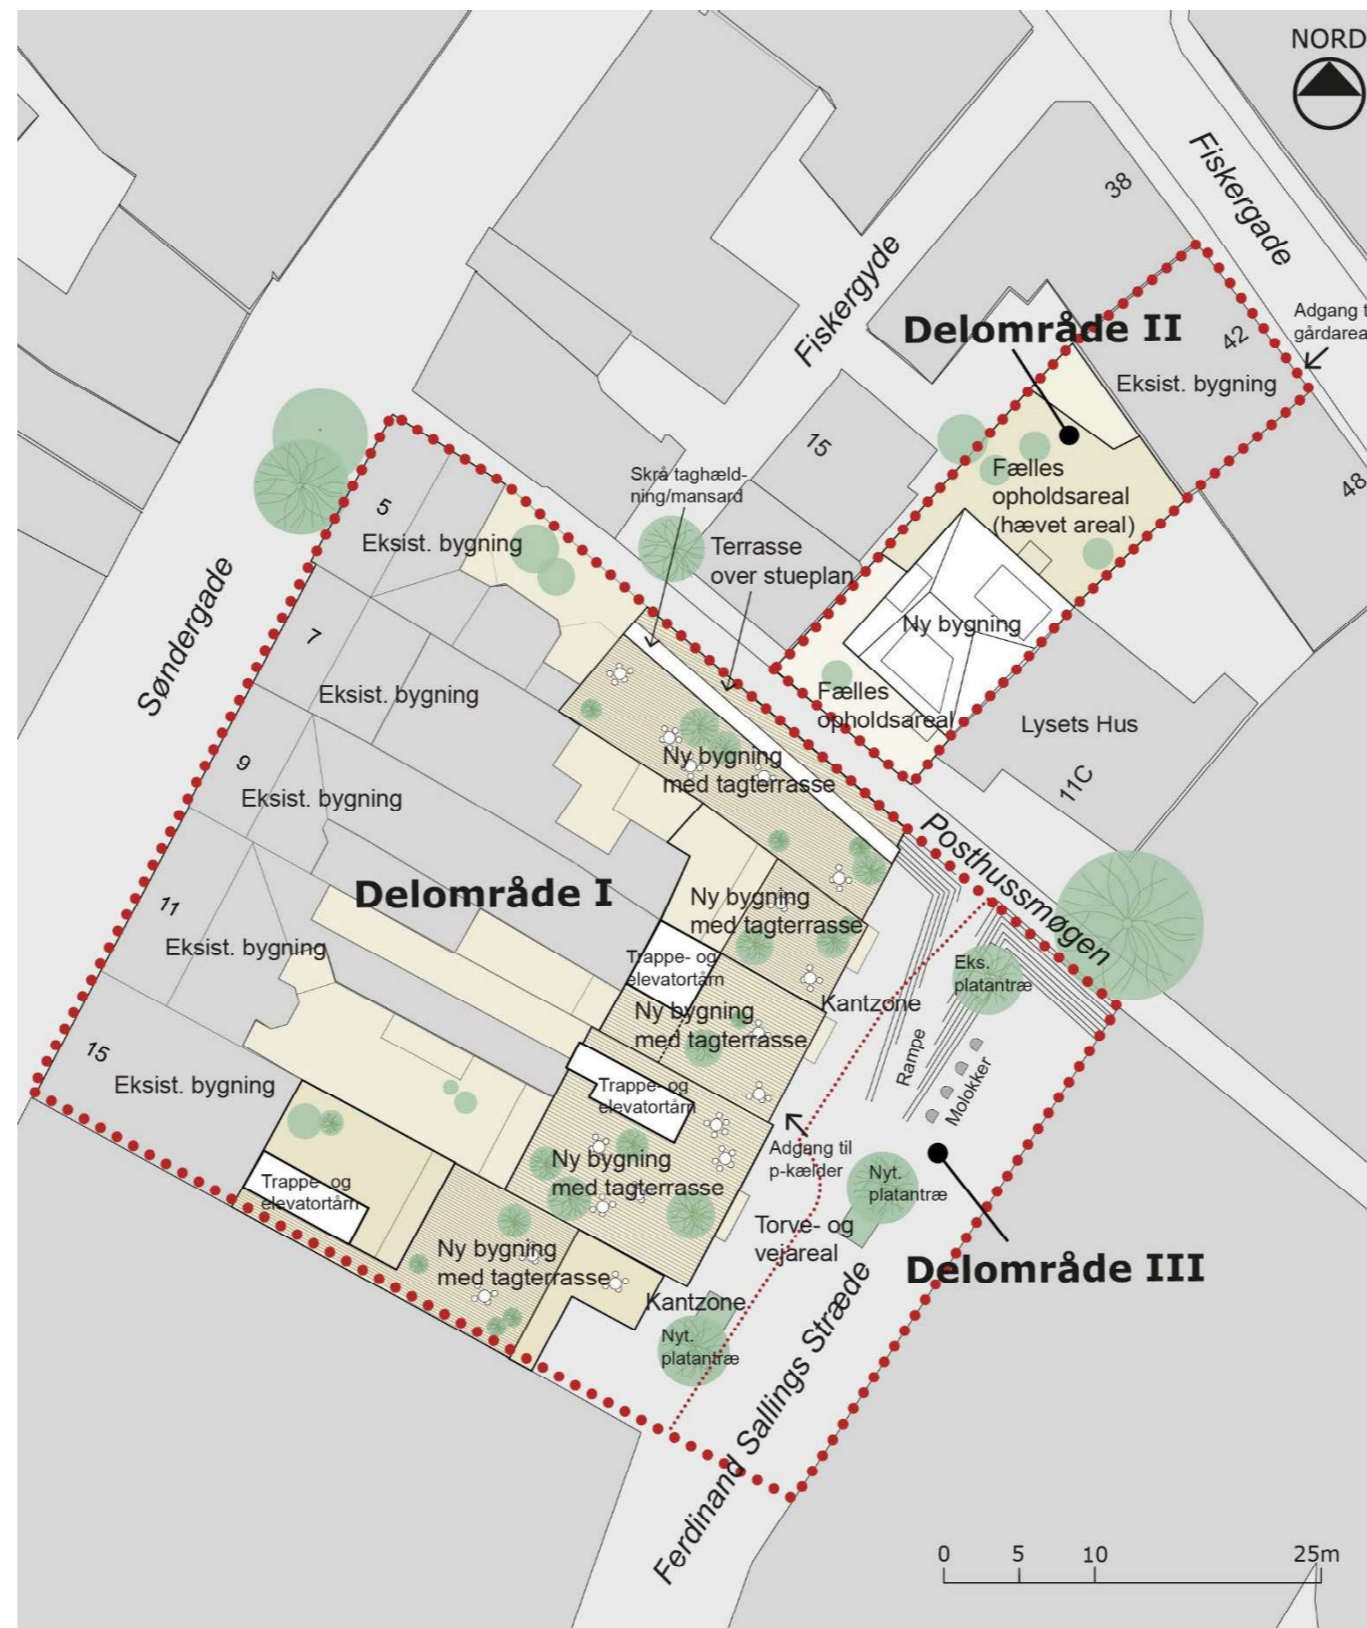 NORD
Fiskergade
38
Fiskergyde
Adgang t
gårdarea
Delområde II
42
Eksist. bygning
15
Skrå taghæld-
ning/mansard
Fælles
opholdsareal
(hævet areal)
48
5
Eksist. bygning
Terrasse
over stueplan
Søndergade
7
Ny bygning
Eksist. bygning
Fælles
opholdsareal
Lysets Hus
9
Ny bygning
med tagterrasse
11C
Eksist. bygning
Posthussmøgen
Delområde I
Ny bygning
med tagterrasse
11
Eksist. bygning
Trappe- og
elevatortårn
Eks.
platantræ
Kantzone
Ny bygning
med tagterrasse
Rampe
15
Eksist. bygning
Trappe- og
elevatortårn
Molokker
Adgang til
p-kælder
Ny bygning
med tagterrasse
Nyt.
platantræ
Trappe- og
elevatortårn
Torve- og
vejareal
Ny bygning
med tagterrasse
Delområde III
Kantzone
Nyt.
platantræ
Ferdinand Sallings Stræde
0 5 10 25m